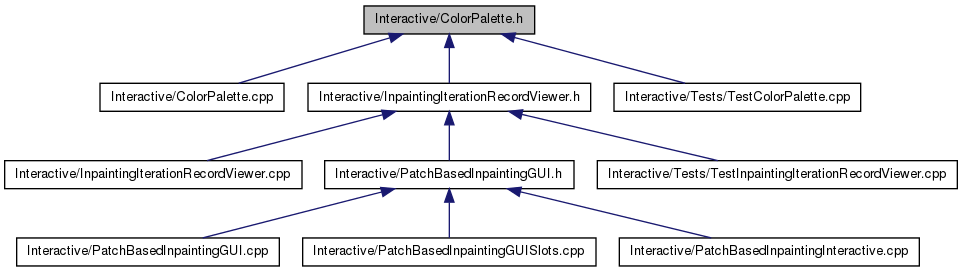 Interactive/ColorPalette.h
Interactive/ColorPalette.cpp
Interactive/InpaintingIterationRecordViewer.h
Interactive/Tests/TestColorPalette.cpp
Interactive/InpaintingIterationRecordViewer.cpp
Interactive/PatchBasedInpaintingGUI.h
Interactive/Tests/TestInpaintingIterationRecordViewer.cpp
Interactive/PatchBasedInpaintingGUI.cpp
Interactive/PatchBasedInpaintingGUISlots.cpp
Interactive/PatchBasedInpaintingInteractive.cpp